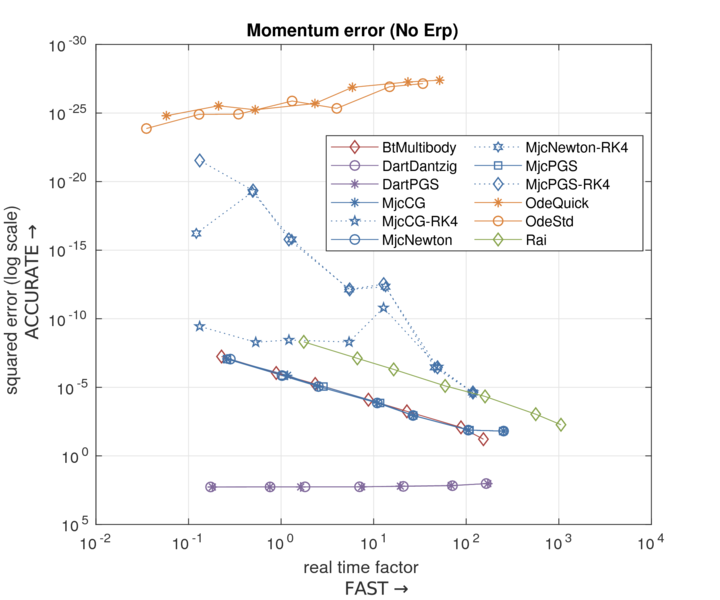 Momentum error (No Erp)
10^-30
10^-25
10^-20
10^-15
10^-10
10^-5
10^0
10^5
squared error (log scale)
ACCURATE →
BtMultibody
DartDantzig
DartPGS
MjcCG
MjcCG-RK4
MjcNewton
MjcNewton-RK4
MjcPGS
MjcPGS-RK4
OdeQuick
OdeStd
Rai
10^-2
10^-1
10^0
10^1
10^2
10^3
10^4
real time factor
FAST →